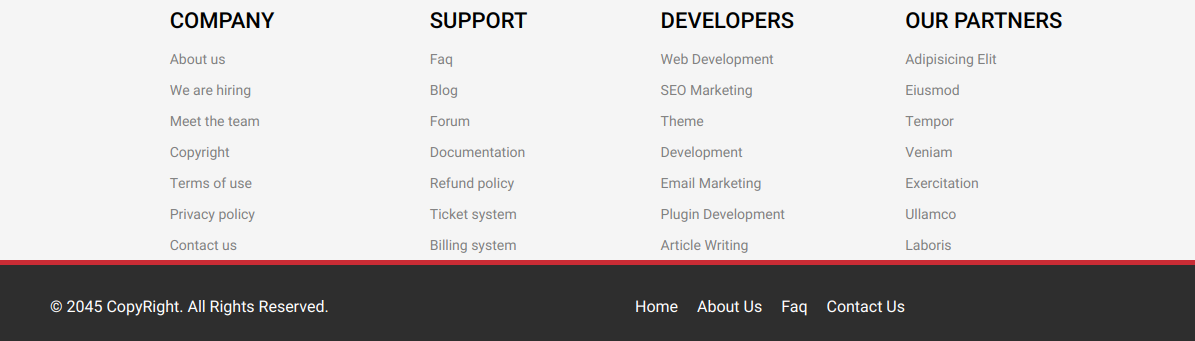 COMPANY
About us
We are hiring
Meet the team
Copyright
Terms of use
Privacy policy
Contact us
SUPPORT
Faq
Blog
Forum
Documentation
Refund policy
Ticket system
Billing system
DEVELOPERS
Web Development
SEO Marketing
Theme
Development
Email Marketing
Plugin Development
Article Writing
OUR PARTNERS
Adipisicing Elit
Eiusmod
Tempor
Veniam
Exercitation
Ullamco
Laboris
© 2045 CopyRight. All Rights Reserved.
Home About Us Faq Contact Us